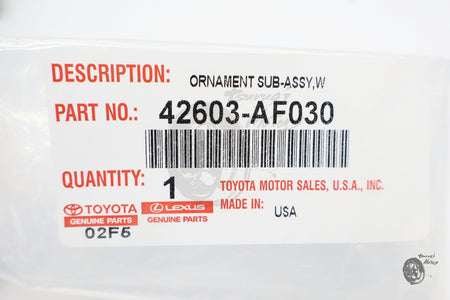 DESCRIPTION: ORNAMENT SUB-ASSY,W
PART NO.: 42603-AF030
QUANTITY: 1
TOYOTA MOTOR SALES, U.S.A., INC.
TOYOTA LEXUS MADE IN: USA
GENUINE PARTS GENUINE PARTS
02F6